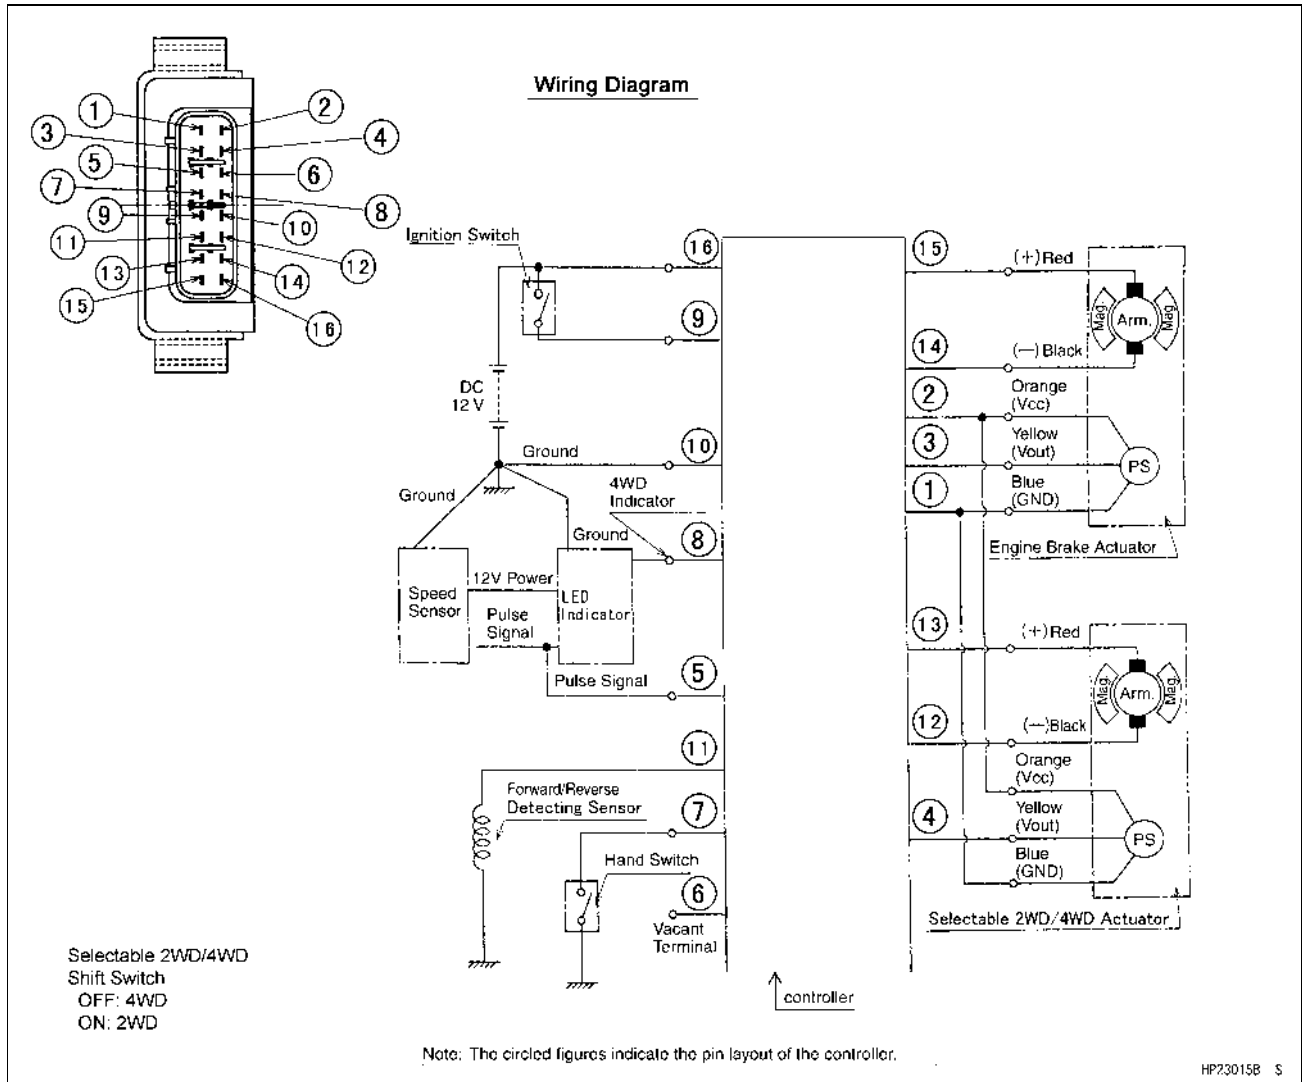 Wiring Diagram
1
2
3
4
5
6
7
8
9
10
11
12
13
14
15
16
Ignition Switch
16
9
DC
12 V
Ground
10
Ground
4WD
Indicator
Ground
8
Speed
Sensor
12V Power
LED
Indicator
Pulse
Signal
Pulse Signal
5
11
Forward/Reverse
Detecting Sensor
7
Hand Switch
6
Vacant
Terminal
15
(+) Red
Mag.
Arm.
Mag.
14
(—) Black
2
Orange
(Vcc)
3
Yellow
(Vout)
PS
1
Blue
(GND)
Engine Brake Actuator
13
(+) Red
Mag.
Arm.
Mag.
12
(—)Black
Orange
(Vcc)
4
Yellow
(Vout)
PS
Blue
(GND)
Selectable 2WD/4WD Actuator
controller
Selectable 2WD/4WD
Shift Switch
OFF: 4WD
ON: 2WD
Note: The circled figures indicate the pin layout of the controller.
HP23015B S